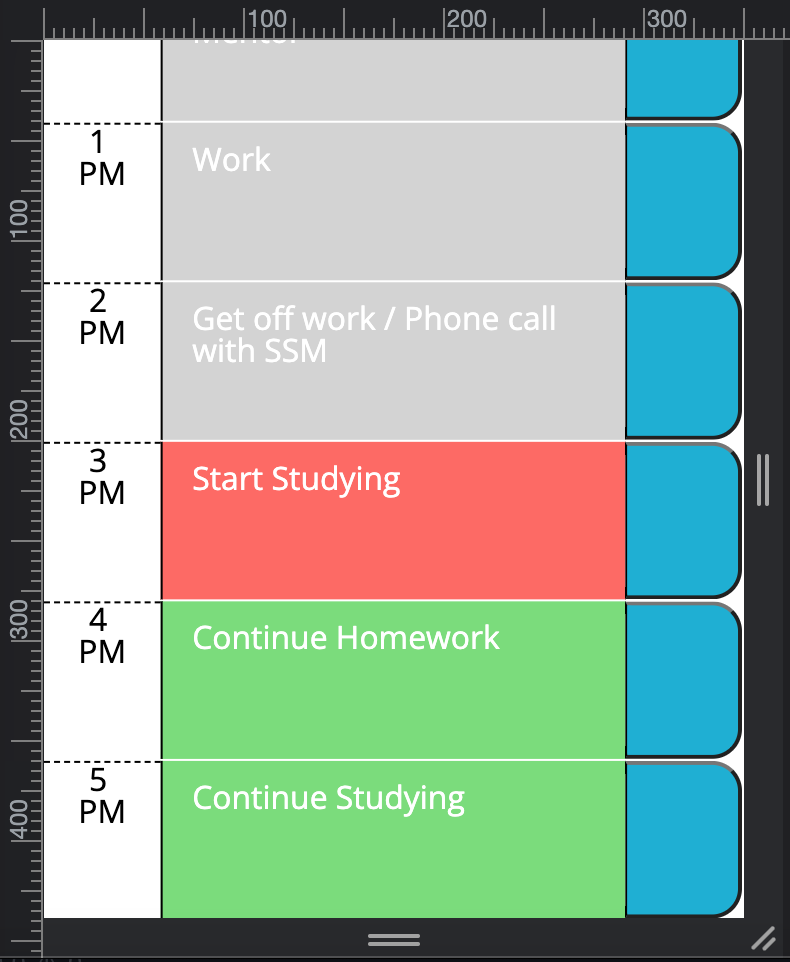 100
200
300
1
PM
Work
2
PM
Get off work / Phone call
with SSM
100
200
3
PM
Start Studying
4
PM
Continue Homework
300
5
PM
Continue Studying
400